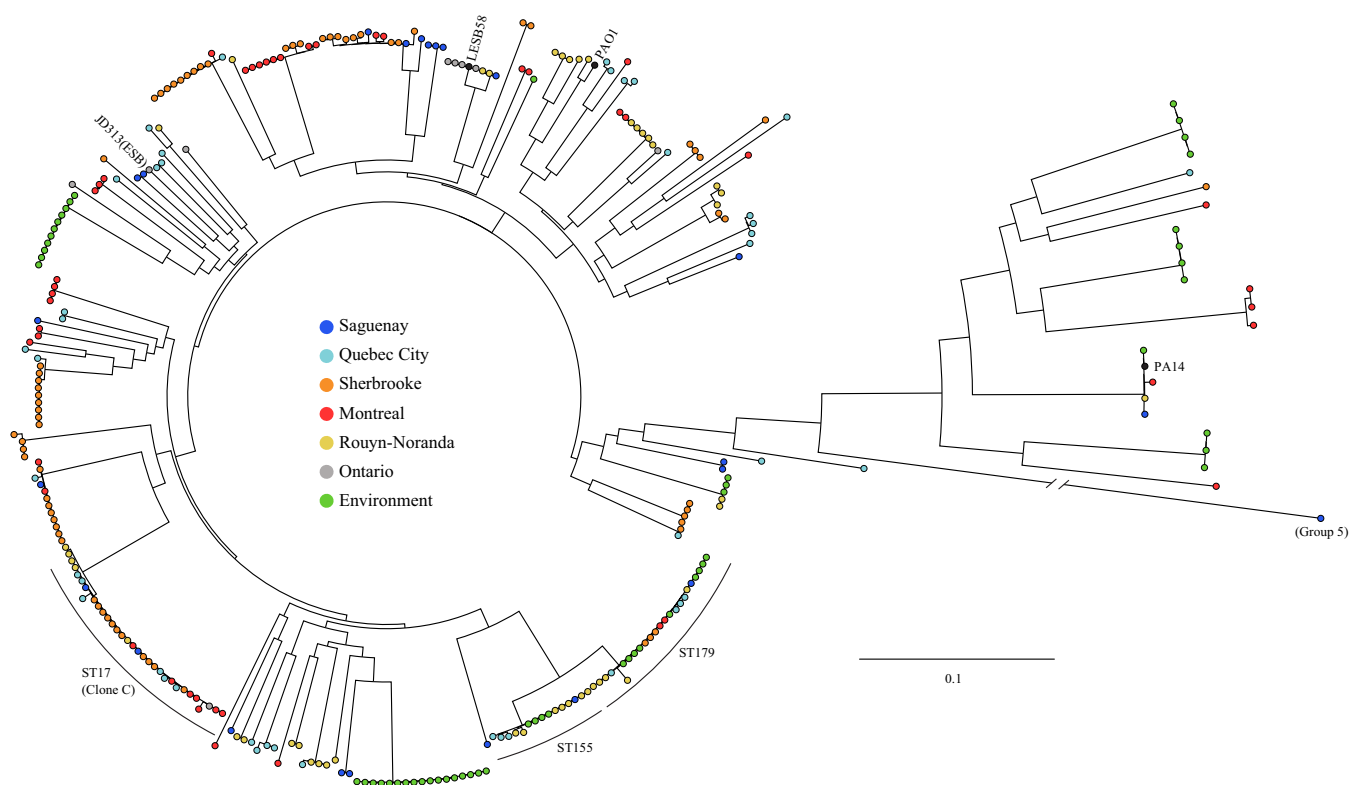 LESB58
PAO1
JD313(ESB)
Saguenay
Quebec City
Sherbrooke
Montreal
Rouyn-Noranda
Ontario
Environment
PA14
(Group 5)
ST179
ST17
(Clone C)
0.1
ST155